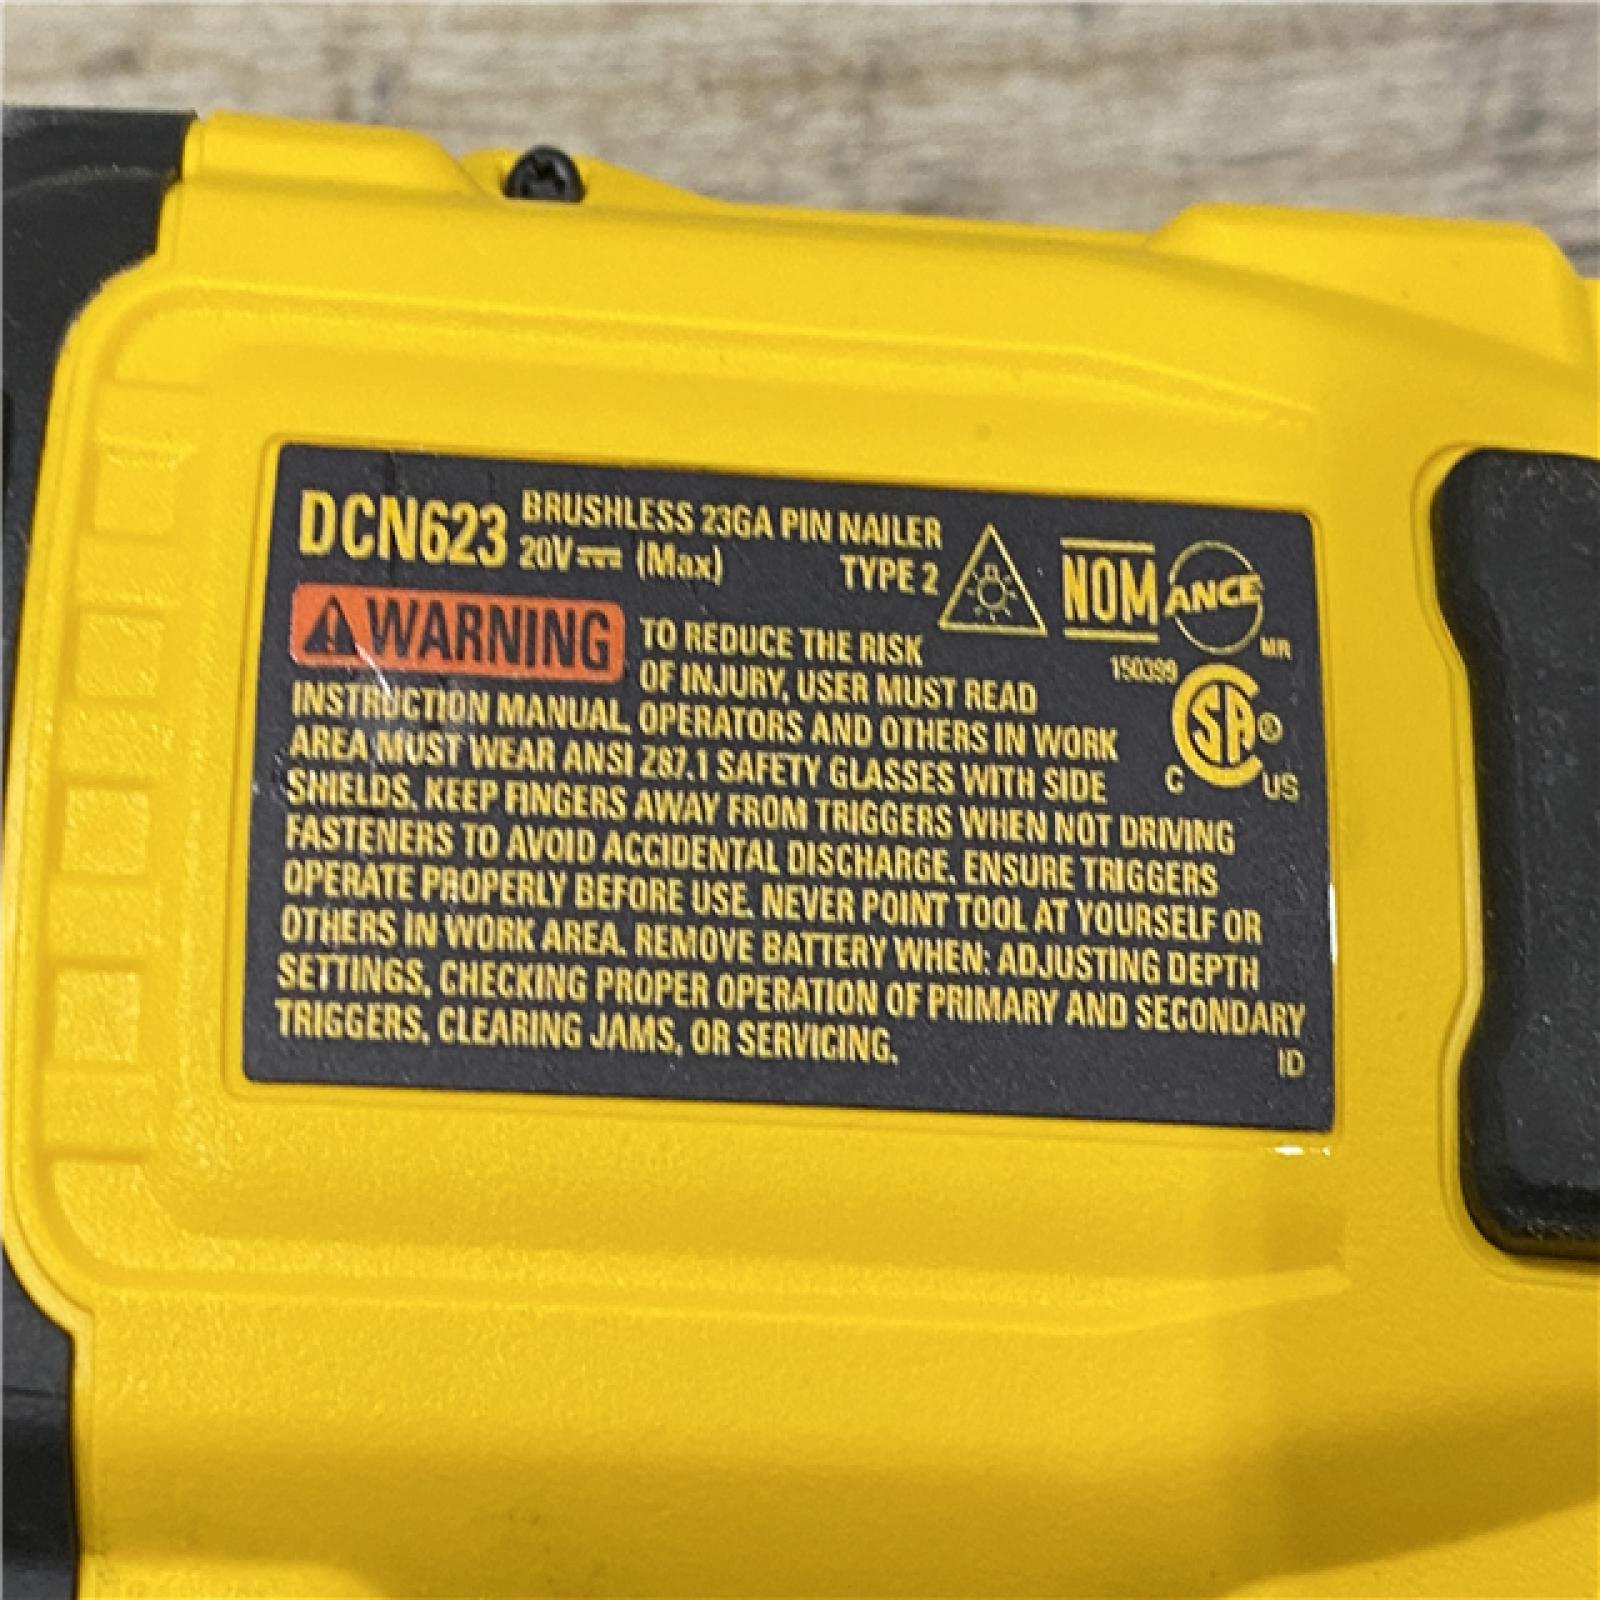 DCN623 BRUSHLESS 23GA PIN NAILER
20V (Max) TYPE 2
NOM ANCE
MR
WARNING TO REDUCE THE RISK
150399
OF INJURY, USER MUST READ
INSTRUCTION MANUAL. OPERATORS AND OTHERS IN WORK
AREA MUST WEAR ANSI Z87.1 SAFETY GLASSES WITH SIDE
SHIELDS. KEEP FINGERS AWAY FROM TRIGGERS WHEN NOT DRIVING
FASTENERS TO AVOID ACCIDENTAL DISCHARGE. ENSURE TRIGGERS
OPERATE PROPERLY BEFORE USE. NEVER POINT TOOL AT YOURSELF OR
OTHERS IN WORK AREA. REMOVE BATTERY WHEN: ADJUSTING DEPTH
SETTINGS, CHECKING PROPER OPERATION OF PRIMARY AND SECONDARY
TRIGGERS, CLEARING JAMS, OR SERVICING.
C SA® US
ID